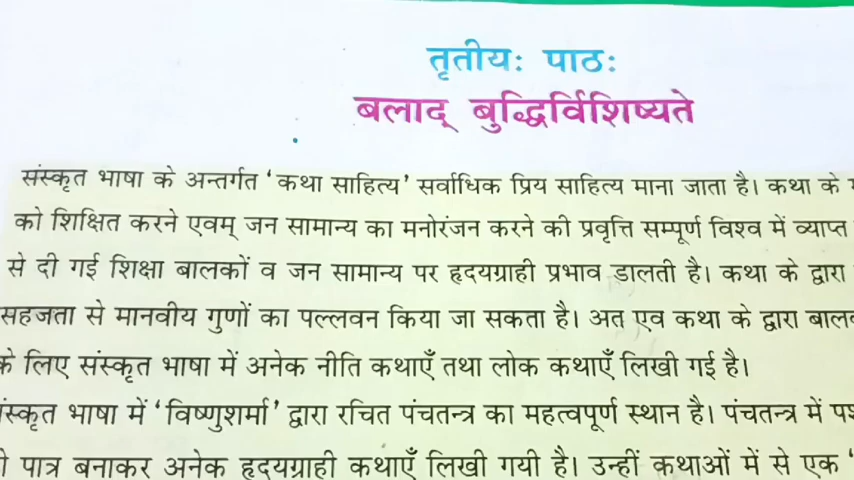 तृतीयः पाठः
बलाद् बुद्धिर्विशिष्यते
संस्कृत भाषा के अन्तर्गत 'कथा साहित्य' सर्वाधिक प्रिय साहित्य माना जाता है। कथा के
को शिक्षित करने एवम् जन सामान्य का मनोरंजन करने की प्रवृत्ति सम्पूर्ण विश्व में व्याप्त
से दी गई शिक्षा बालकों व जन सामान्य पर हृदयग्राही प्रभाव डालती है। कथा के द्वारा
सहजता से मानवीय गुणों का पल्लवन किया जा सकता है। अत एव कथा के द्वारा
के लिए संस्कृत भाषा में अनेक नीति कथाएँ तथा लोक कथाएँ लिखी गई है।
संस्कृत भाषा में 'विष्णुशर्मा' द्वारा रचित पंचतन्त्र का महत्वपूर्ण स्थान है। पंचतन्त्र में
पात्र बनाकर अनेक हृदयग्राही कथाएँ लिखी गयी है। उन्हीं कथाओं में से एक '